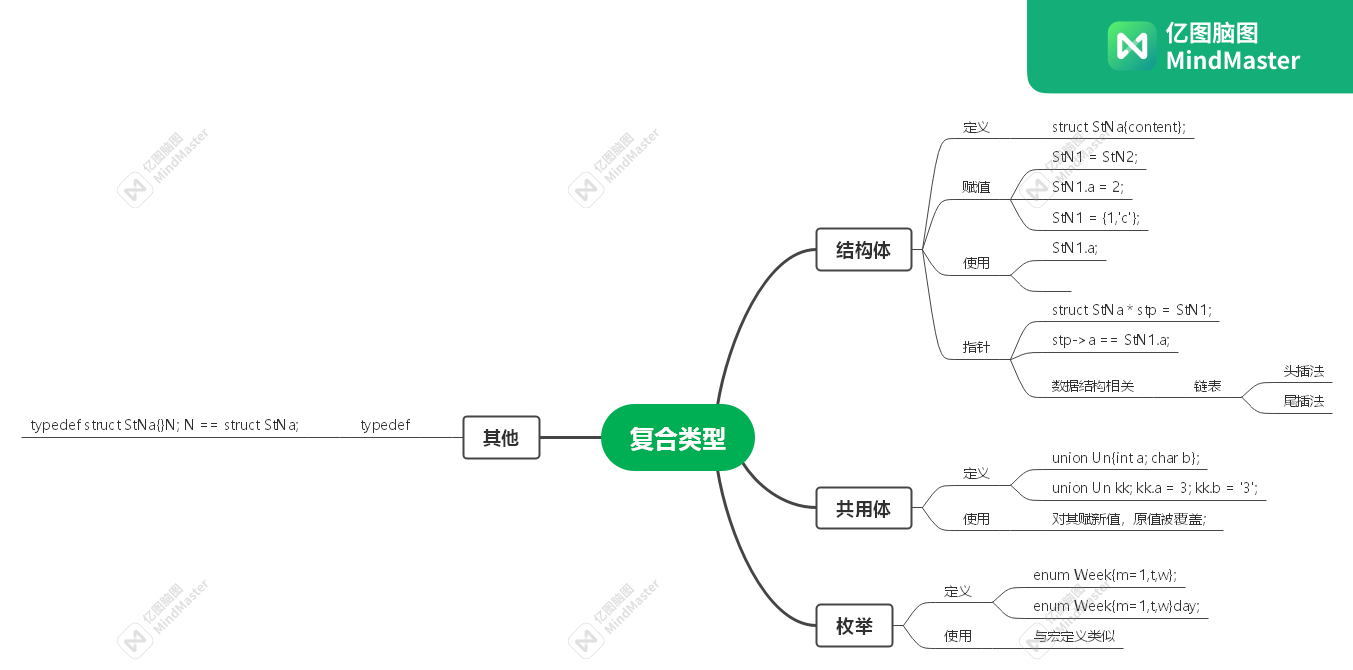 亿图脑图
MindMaster
复合类型
结构体
定义
struct StNa{content};
赋值
StN1 = StN2;
StN1.a = 2;
StN1 = {1,'c'};
使用
StN1.a;
指针
struct StNa * stp = StN1;
stp->a == StN1.a;
数据结构相关
链表
头插法
尾插法
共用体
定义
union Un{int a; char b};
union Un kk; kk.a = 3; kk.b = '3';
使用
对其赋新值，原值被覆盖;
枚举
定义
enum Week{m=1,t,w};
enum Week{m=1,t,w}day;
使用
与宏定义类似
其他
typedef
typedef struct StNa{}N; N == struct StNa;
亿图脑图
MindMaster
亿图脑图
MindMaster
亿图脑图
MindMaster
亿图脑图
MindMaster
亿图脑图
MindMaster
亿图脑图
MindMaster